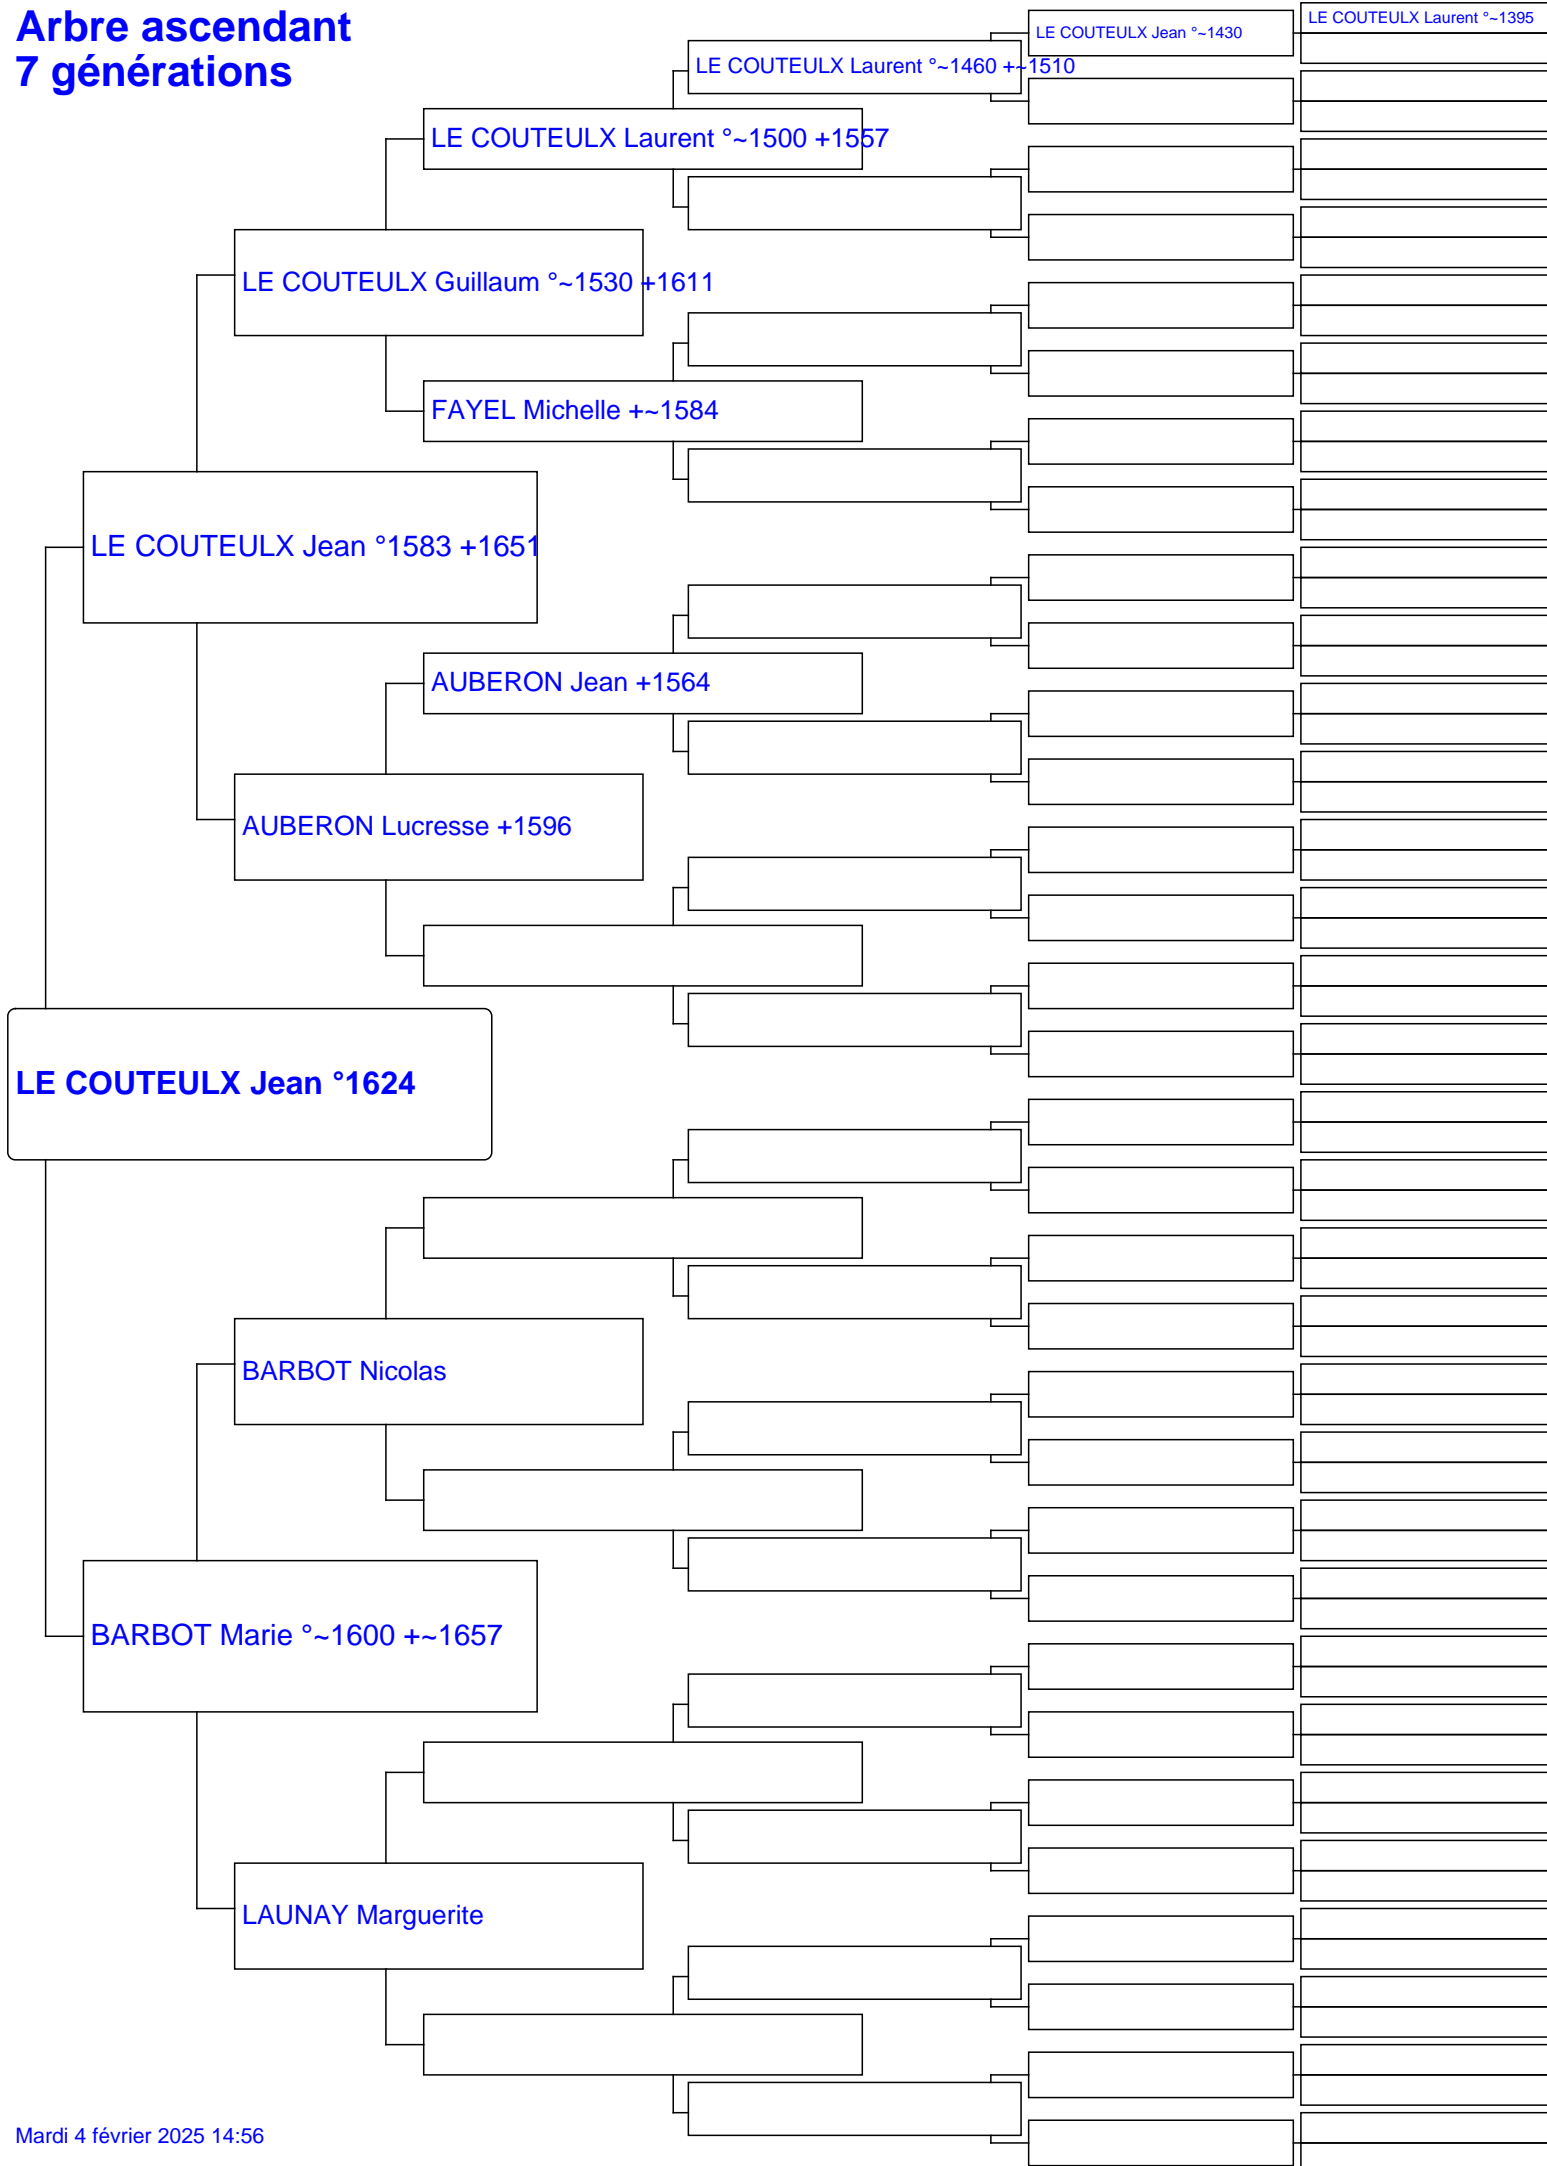 Arbre ascendant
7 générations
LE COUTEULX Laurent °~1395
LE COUTEULX Jean °~1430
LE COUTEULX Laurent °~1460 +~1510
LE COUTEULX Laurent °~1500 +1557
LE COUTEULX Guillaum °~1530 +1611
FAYEL Michelle +~1584
LE COUTEULX Jean °1583 +1651
AUBERON Jean +1564
AUBERON Lucresse +1596
LE COUTEULX Jean °1624
BARBOT Nicolas
BARBOT Marie °~1600 +~1657
LAUNAY Marguerite
Mardi 4 février 2025 14:56